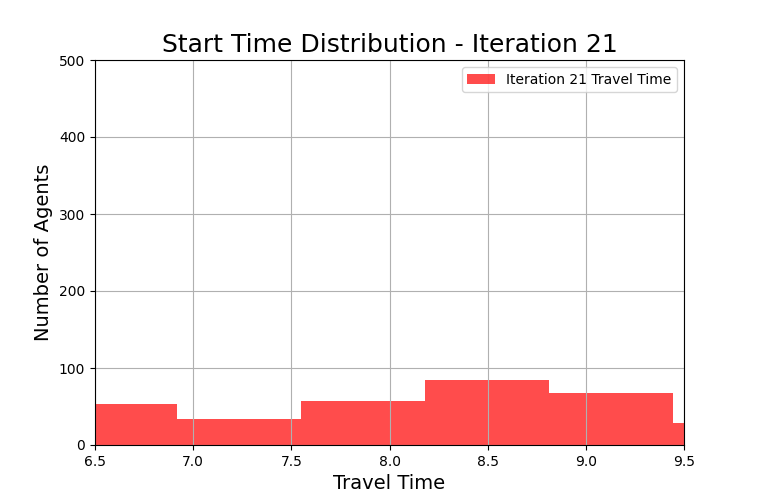 Start Time Distribution - Iteration 21
500
400
300
200
100
0
Number of Agents
Iteration 21 Travel Time
6.5 7.0 7.5 8.0 8.5 9.0 9.5
Travel Time